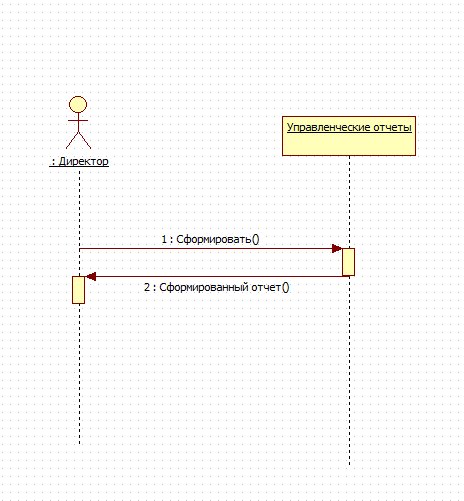 Управленческие отчеты
: Директор
1 : Сформировать()
2 : Сформированный отчет()